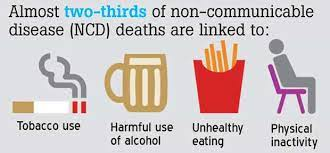 Almost two-thirds of non-communicable
disease (NCD) deaths are linked to:
Tobacco use
Harmful use
of alcohol
Unhealthy
eating
Physical
inactivity